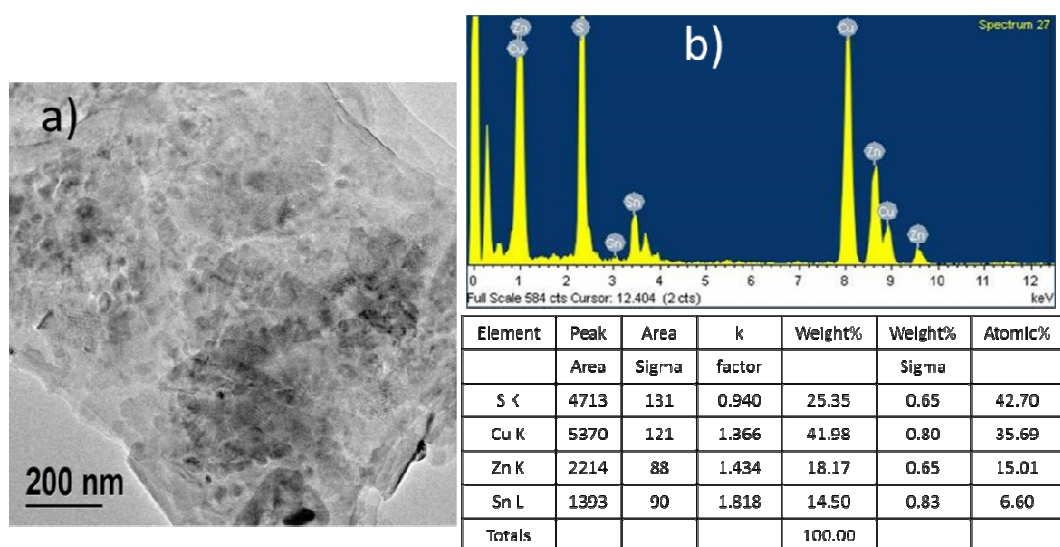 a)
200 nm
b)
Spectrum 27
Zn
Cu
S
Sn
Sn
Cu
Zn
Cu
Zn
0 1 2 3 4 5 6 7 8 9 10 11 12
Full Scale 584 cts Cursor: 12.404 (2 cts) keV
Element Peak Area k Weight% Weight% Atomic%
Area Sigma factor Sigma
S K 4713 131 0.940 25.35 0.65 42.70
Cu K 5370 121 1.366 41.98 0.80 35.69
Zn K 2214 88 1.434 18.17 0.65 15.01
Sn L 1393 90 1.818 14.50 0.83 6.60
Totals 100.00